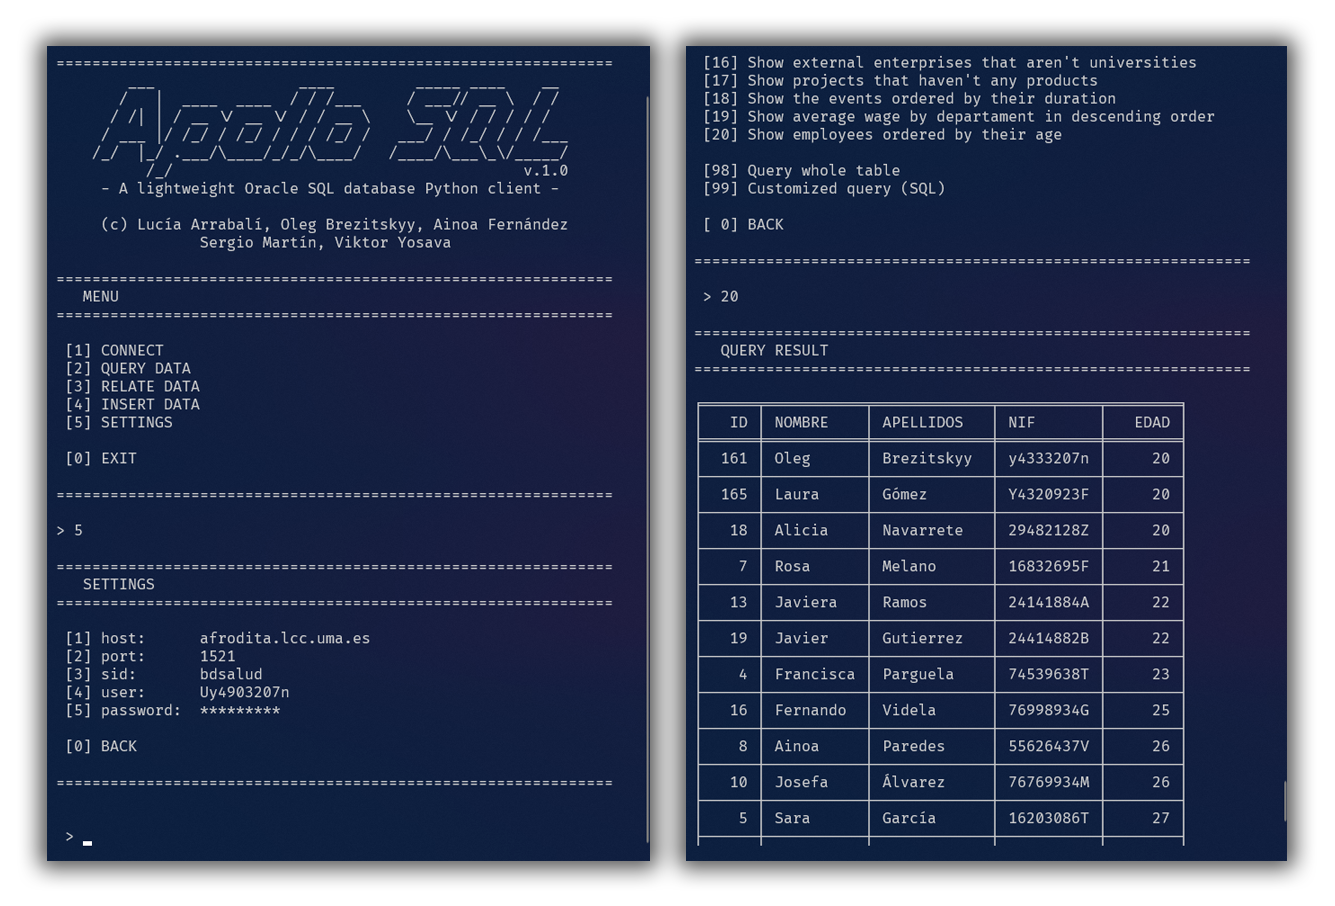 ============================================================
Apolo SQL
v.1.0
- A lightweight Oracle SQL database Python client -
(c) Lucía Arrabalí, Oleg Brezitskyy, Ainoa Fernández
Sergio Martín, Viktor Yosava
============================================================
MENU
============================================================
[1] CONNECT
[2] QUERY DATA
[3] RELATE DATA
[4] INSERT DATA
[5] SETTINGS
[0] EXIT
============================================================
> 5
============================================================
SETTINGS
============================================================
[1] host: afrodita.lcc.uma.es
[2] port: 1521
[3] sid: bdsalud
[4] user: Uy4903207n
[5] password: *********
[0] BACK
============================================================
>
[16] Show external enterprises that aren't universities
[17] Show projects that haven't any products
[18] Show the events ordered by their duration
[19] Show average wage by departament in descending order
[20] Show employees ordered by their age
[98] Query whole table
[99] Customized query (SQL)
[ 0] BACK
============================================================
> 20
============================================================
QUERY RESULT
============================================================
ID NOMBRE APELLIDOS NIF EDAD
161 Oleg Brezitskyy y4333207n 20
165 Laura Gómez Y4320923F 20
18 Alicia Navarrete 29482128Z 20
7 Rosa Melano 16832695F 21
13 Javiera Ramos 24141884A 22
19 Javier Gutierrez 24414882B 22
4 Francisca Parguela 74539638T 23
16 Fernando Videla 76998934G 25
8 Ainoa Paredes 55626437V 26
10 Josefa Álvarez 76769934M 26
5 Sara García 16203086T 27